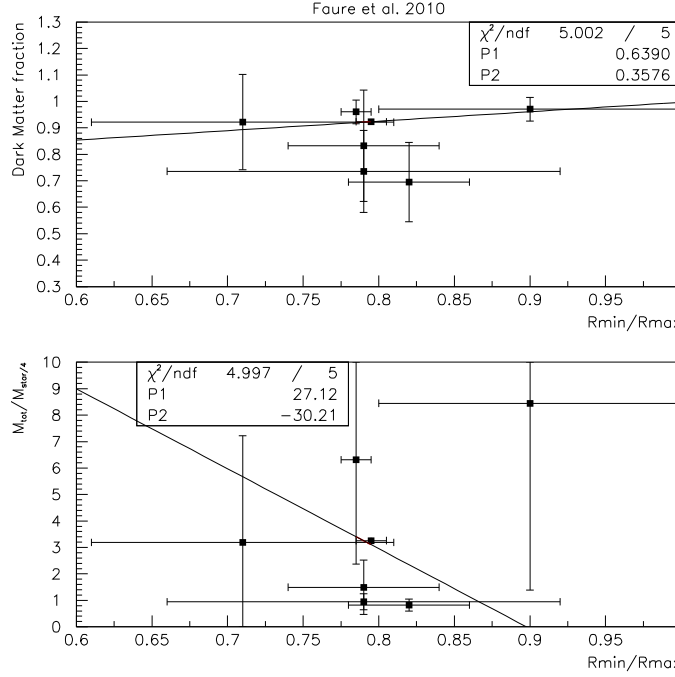 Faure et al. 2010
Dark Matter fraction
χ²/ndf 5.002 / 5
P1 0.6390
P2 0.3576
1.3
1.2
1.1
1
0.9
0.8
0.7
0.6
0.5
0.4
0.3
0.6 0.65 0.7 0.75 0.8 0.85 0.9 0.95
Rmin/Rmax
M_tot/M_star/4
χ²/ndf 4.997 / 5
P1 27.12
P2 −30.21
10
9
8
7
6
5
4
3
2
1
0
0.6 0.65 0.7 0.75 0.8 0.85 0.9 0.95
Rmin/Rmax